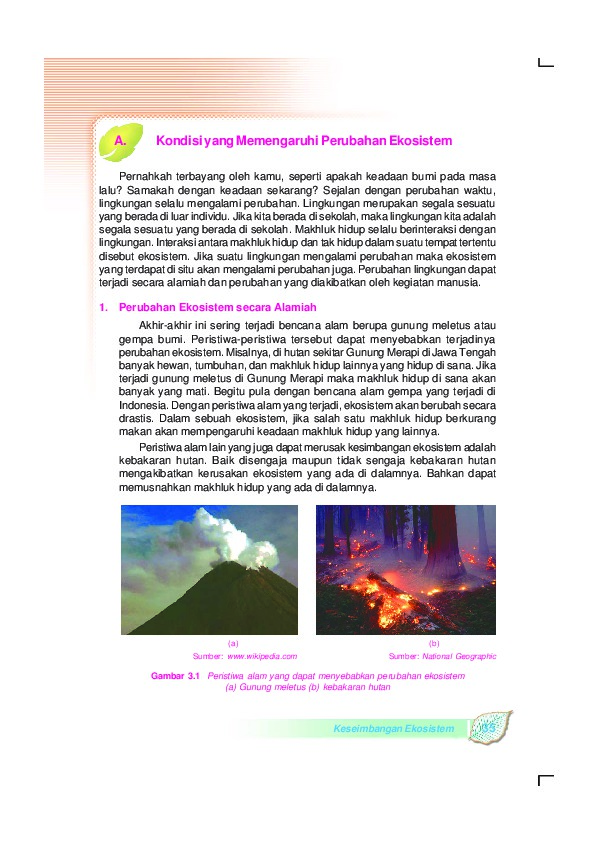 A. Kondisi yang Memengaruhi Perubahan Ekosistem
Pernahkah terbayang oleh kamu, seperti apakah keadaan bumi pada masa
lalu? Samakah dengan keadaan sekarang? Sejalan dengan perubahan waktu,
lingkungan selalu mengalami perubahan. Lingkungan merupakan segala sesuatu
yang berada di luar individu. Jika kita berada di sekolah, maka lingkungan kita adalah
segala sesuatu yang berada di sekolah. Makhluk hidup selalu berinteraksi dengan
lingkungan. Interaksi antara makhluk hidup dan tak hidup dalam suatu tempat tertentu
disebut ekosistem. Jika suatu lingkungan mengalami perubahan maka ekosistem
yang terdapat di situ akan mengalami perubahan juga. Perubahan lingkungan dapat
terjadi secara alamiah dan perubahan yang diakibatkan oleh kegiatan manusia.
1. Perubahan Ekosistem secara Alamiah
Akhir-akhir ini sering terjadi bencana alam berupa gunung meletus atau
gempa bumi. Peristiwa-peristiwa tersebut dapat menyebabkan terjadinya
perubahan ekosistem. Misalnya, di hutan sekitar Gunung Merapi di Jawa Tengah
banyak hewan, tumbuhan, dan makhluk hidup lainnya yang hidup di sana. Jika
terjadi gunung meletus di Gunung Merapi maka makhluk hidup di sana akan
banyak yang mati. Begitu pula dengan bencana alam gempa yang terjadi di
Indonesia. Dengan peristiwa alam yang terjadi, ekosistem akan berubah secara
drastis. Dalam sebuah ekosistem, jika salah satu makhluk hidup berkurang
makan akan mempengaruhi keadaan makhluk hidup yang lainnya.
Peristiwa alam lain yang juga dapat merusak kesimbangan ekosistem adalah
kebakaran hutan. Baik disengaja maupun tidak sengaja kebakaran hutan
mengakibatkan kerusakan ekosistem yang ada di dalamnya. Bahkan dapat
memusnahkan makhluk hidup yang ada di dalamnya.
(a)
Sumber: www.wikipedia.com
(b)
Sumber: National Geographic
Gambar 3.1 Peristiwa alam yang dapat menyebabkan perubahan ekosistem
(a) Gunung meletus (b) kebakaran hutan
Keseimbangan Ekosistem 35